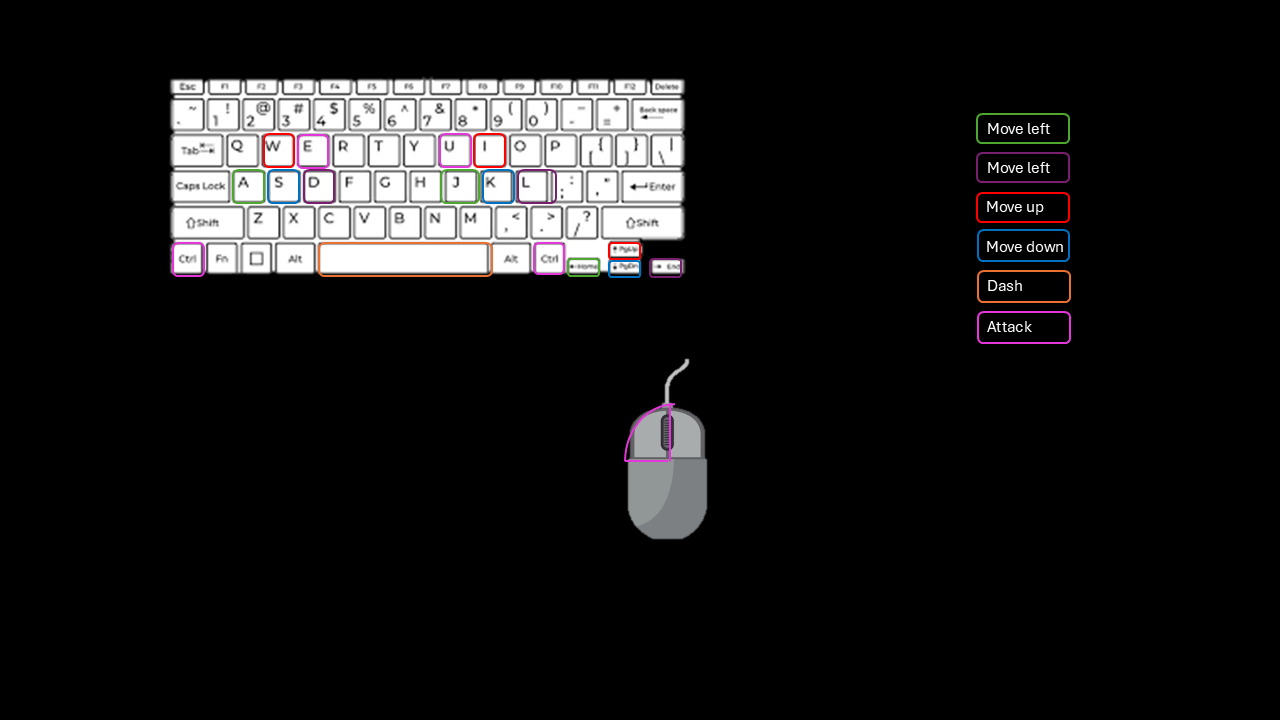 Esc F1 F2 F3 F4 F5 F6 F7 F8 F9 F10 F11 F12 Delete
~ ! @ # $ % ^ & * ( ) - + Back space
. 1 2 3 4 5 6 7 8 9 0 - =
Tab Q W E R T Y U I O P { [ } ] | \
Caps Lock A S D F G H J K L : ; " , Enter
Shift Z X C V B N M < , > . ? / Shift
Ctrl Fn Alt Alt Ctrl Home PgUp PgDn End
Move left
Move left
Move up
Move down
Dash
Attack